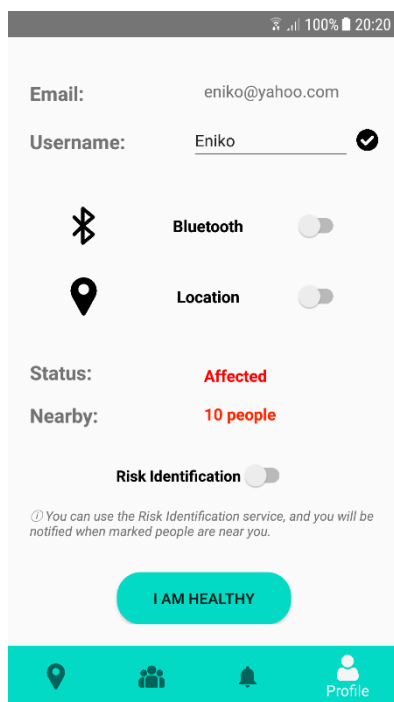 100% 20:20
Email: eniko@yahoo.com
Username: Eniko
Bluetooth
Location
Status: Affected
Nearby: 10 people
Risk Identification
You can use the Risk Identification service, and you will be
notified when marked people are near you.
I AM HEALTHY
Profile